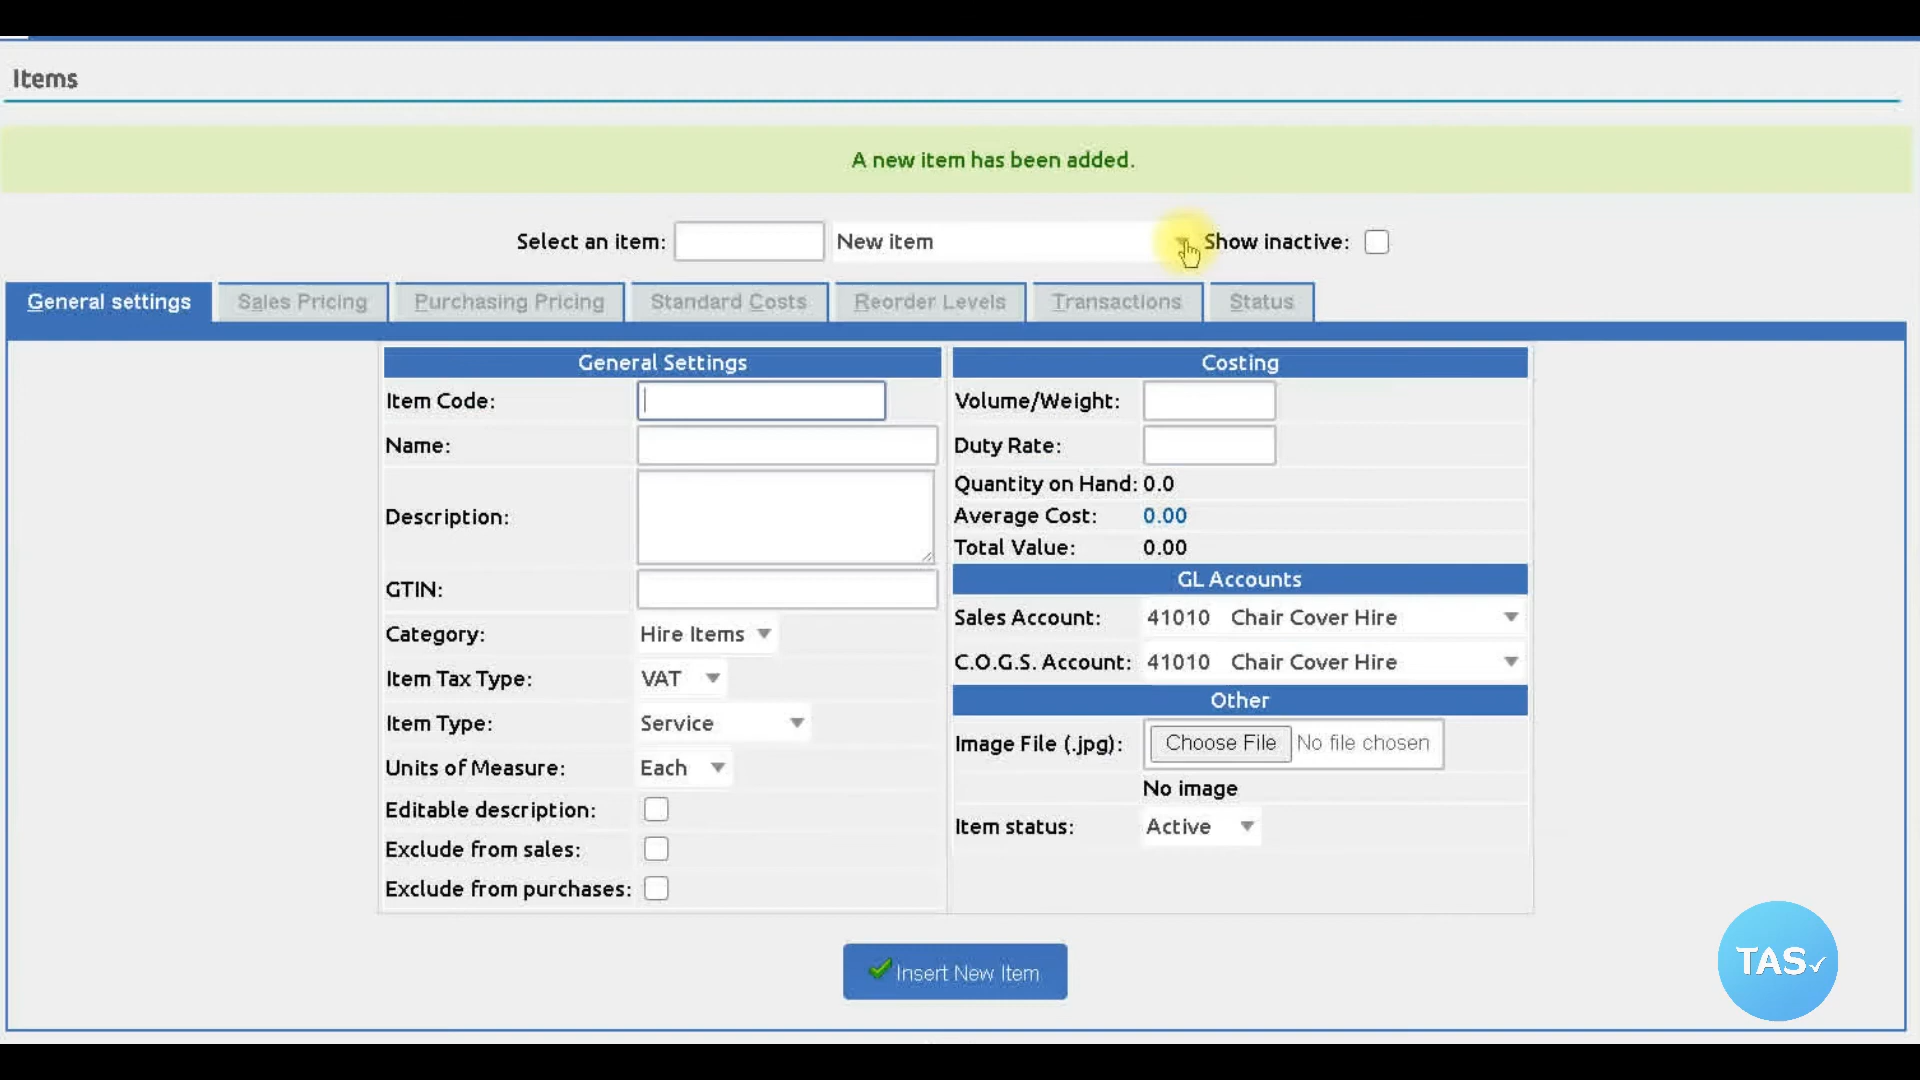 Items
A new item has been added.
Select an item: New item Show inactive:
General settings Sales Pricing Purchasing Pricing Standard Costs Reorder Levels Transactions Status
General Settings
Item Code:
Name:
Description:
GTIN:
Category: Hire Items
Item Tax Type: VAT
Item Type: Service
Units of Measure: Each
Editable description:
Exclude from sales:
Exclude from purchases:
Costing
Volume/Weight:
Duty Rate:
Quantity on Hand: 0.0
Average Cost: 0.00
Total Value: 0.00
GL Accounts
Sales Account: 41010 Chair Cover Hire
C.O.G.S. Account: 41010 Chair Cover Hire
Other
Image File (.jpg): Choose File No file chosen
No image
Item status: Active
Insert New Item
TAS